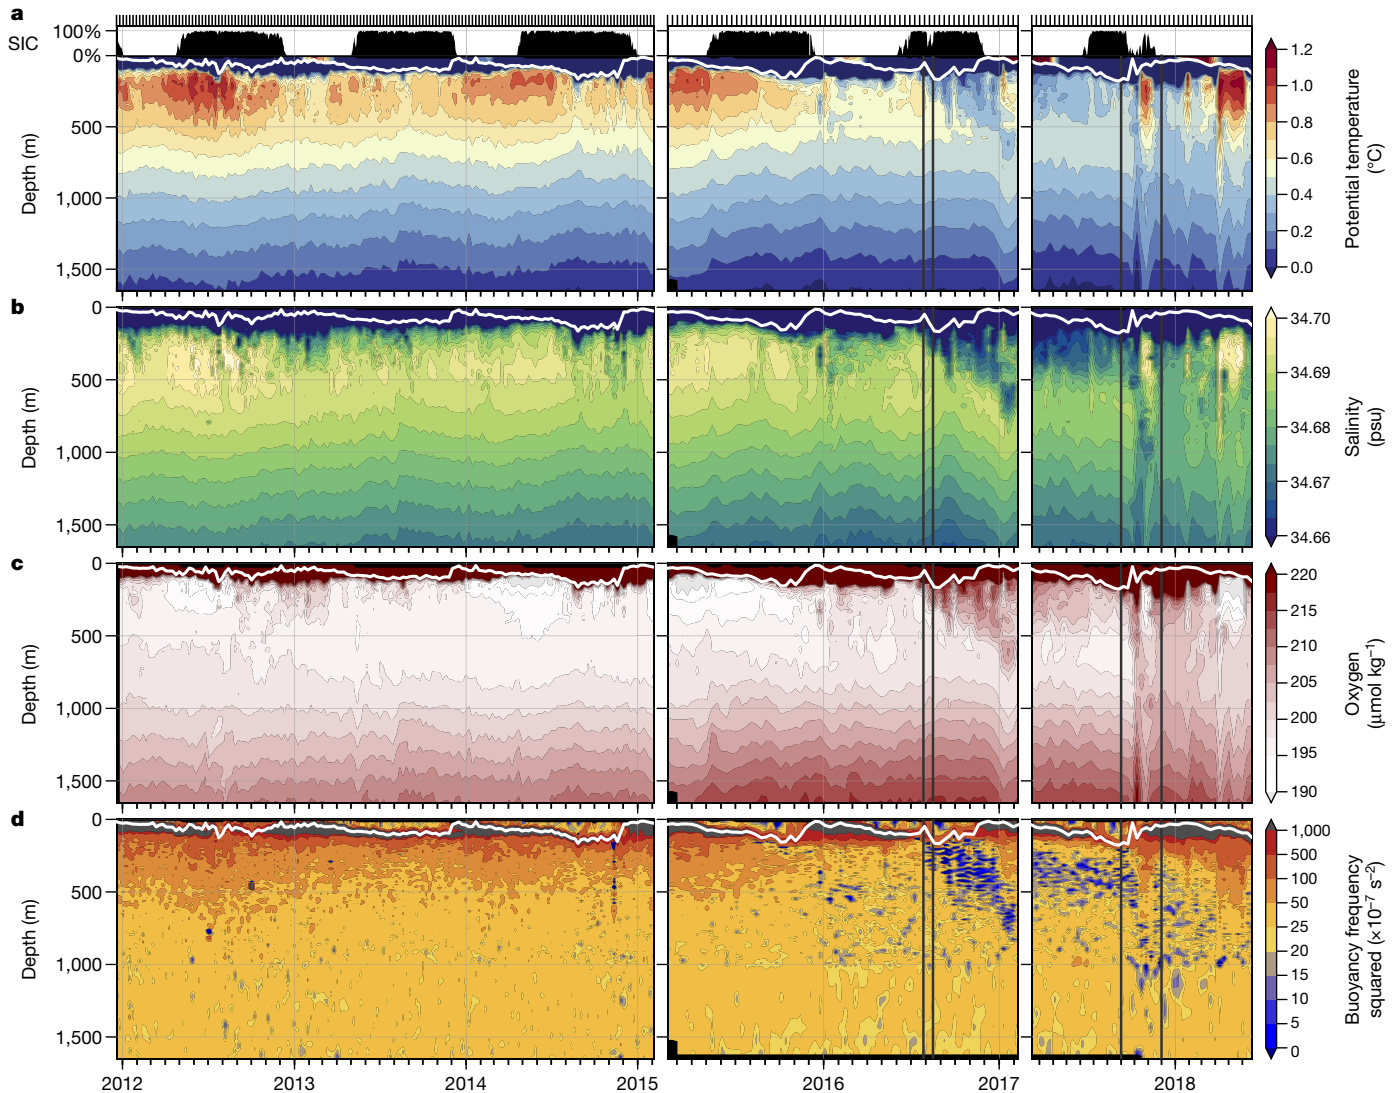 a
SIC
100%
0%
500
1,000
1,500
Depth (m)
1.2
1.0
0.8
0.6
0.4
0.2
0.0
Potential temperature
(°C)
b
0
500
1,000
1,500
Depth (m)
34.70
34.69
34.68
34.67
34.66
Salinity
(psu)
c
0
500
1,000
1,500
Depth (m)
220
215
210
205
200
195
190
Oxygen
(μmol kg⁻¹)
d
0
500
1,000
1,500
Depth (m)
1,000
500
100
50
25
20
15
10
5
0
Buoyancy frequency
squared (×10⁻⁷ s⁻²)
2012 2013 2014 2015 2016 2017 2018